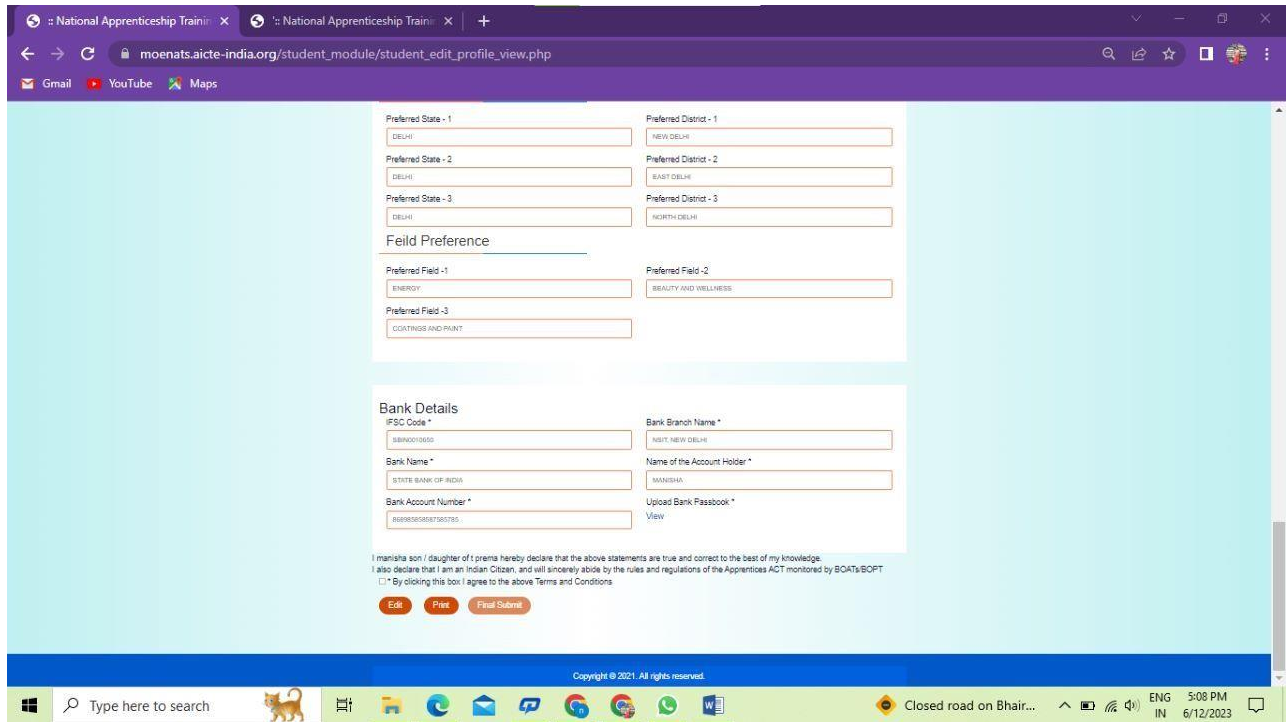 :: National Apprenticeship Trainin
':: National Apprenticeship Trainin
moenats.aicte-india.org/student_module/student_edit_profile_view.php
Gmail YouTube Maps
Preferred State - 1 Preferred District - 1
DELHI NEW DELHI
Preferred State - 2 Preferred District - 2
DELHI EAST DELHI
Preferred State - 3 Preferred District - 3
DELHI NORTH DELHI
Feild Preference
Preferred Field -1 Preferred Field -2
ENERGY BEAUTY AND WELLNESS
Preferred Field -3
COATINGS AND PAINT
Bank Details
IFSC Code * Bank Branch Name *
SBIN0010650 NSIT, NEW DELHI
Bank Name * Name of the Account Holder *
STATE BANK OF INDIA MANISHA
Bank Account Number * Upload Bank Passbook *
View
I manisha son / daughter of t prema hereby declare that the above statements are true and correct to the best of my knowledge.
I also declare that I am an Indian Citizen, and will sincerely abide by the rules and regulations of the Apprentices ACT monitored by BOATs/BOPT
* By clicking this box I agree to the above Terms and Conditions
Edit Print Final Submit
Copyright @ 2021. All rights reserved.
Type here to search
Closed road on Bhair...
ENG 5:08 PM
IN 6/12/2023